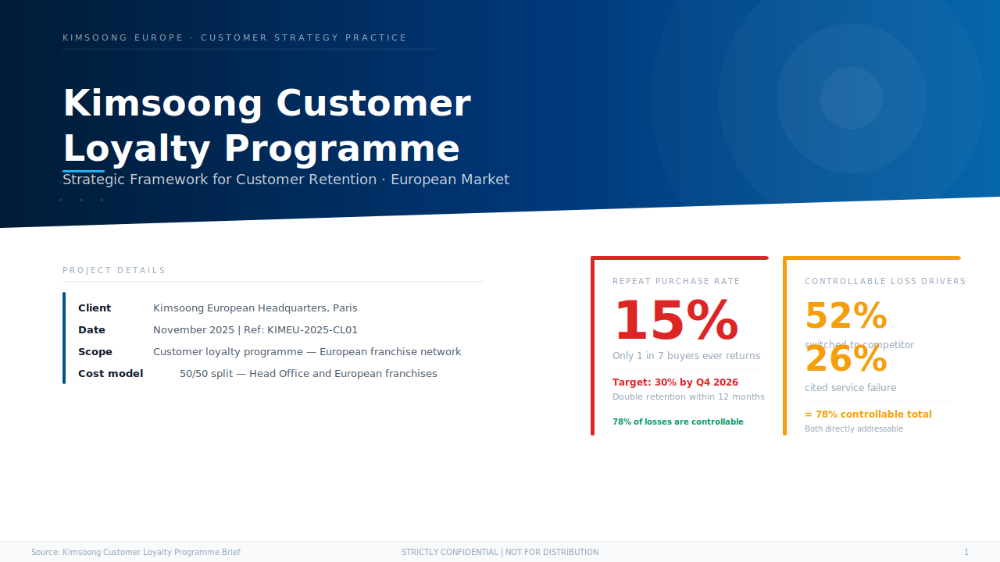 KIMSOONG EUROPE · CUSTOMER STRATEGY PRACTICE
Kimsoong Customer
Loyalty Programme
Strategic Framework for Customer Retention · European Market
PROJECT DETAILS
Client Kimsoong European Headquarters, Paris
Date November 2025 | Ref: KIMEU-2025-CL01
Scope Customer loyalty programme — European franchise network
Cost model 50/50 split — Head Office and European franchises
REPEAT PURCHASE RATE
15%
Only 1 in 7 buyers ever returns
Target: 30% by Q4 2026
Double retention within 12 months
78% of losses are controllable
CONTROLLABLE LOSS DRIVERS
52%
switched to competitor
26%
cited service failure
= 78% controllable total
Both directly addressable
Source: Kimsoong Customer Loyalty Programme Brief
STRICTLY CONFIDENTIAL | NOT FOR DISTRIBUTION
1